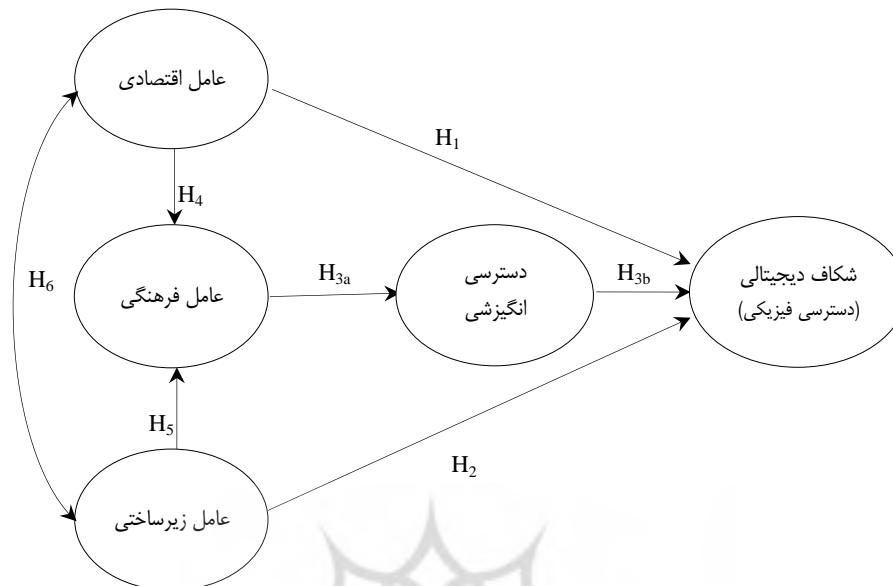 عامل اقتصادی
H1
H4
عامل فرهنگی
H3a
دسترسی
انگیزشی
H3b
شکاف دیجیتالی
(دسترسی فیزیکی)
H6
H5
H2
عامل زیرساختی